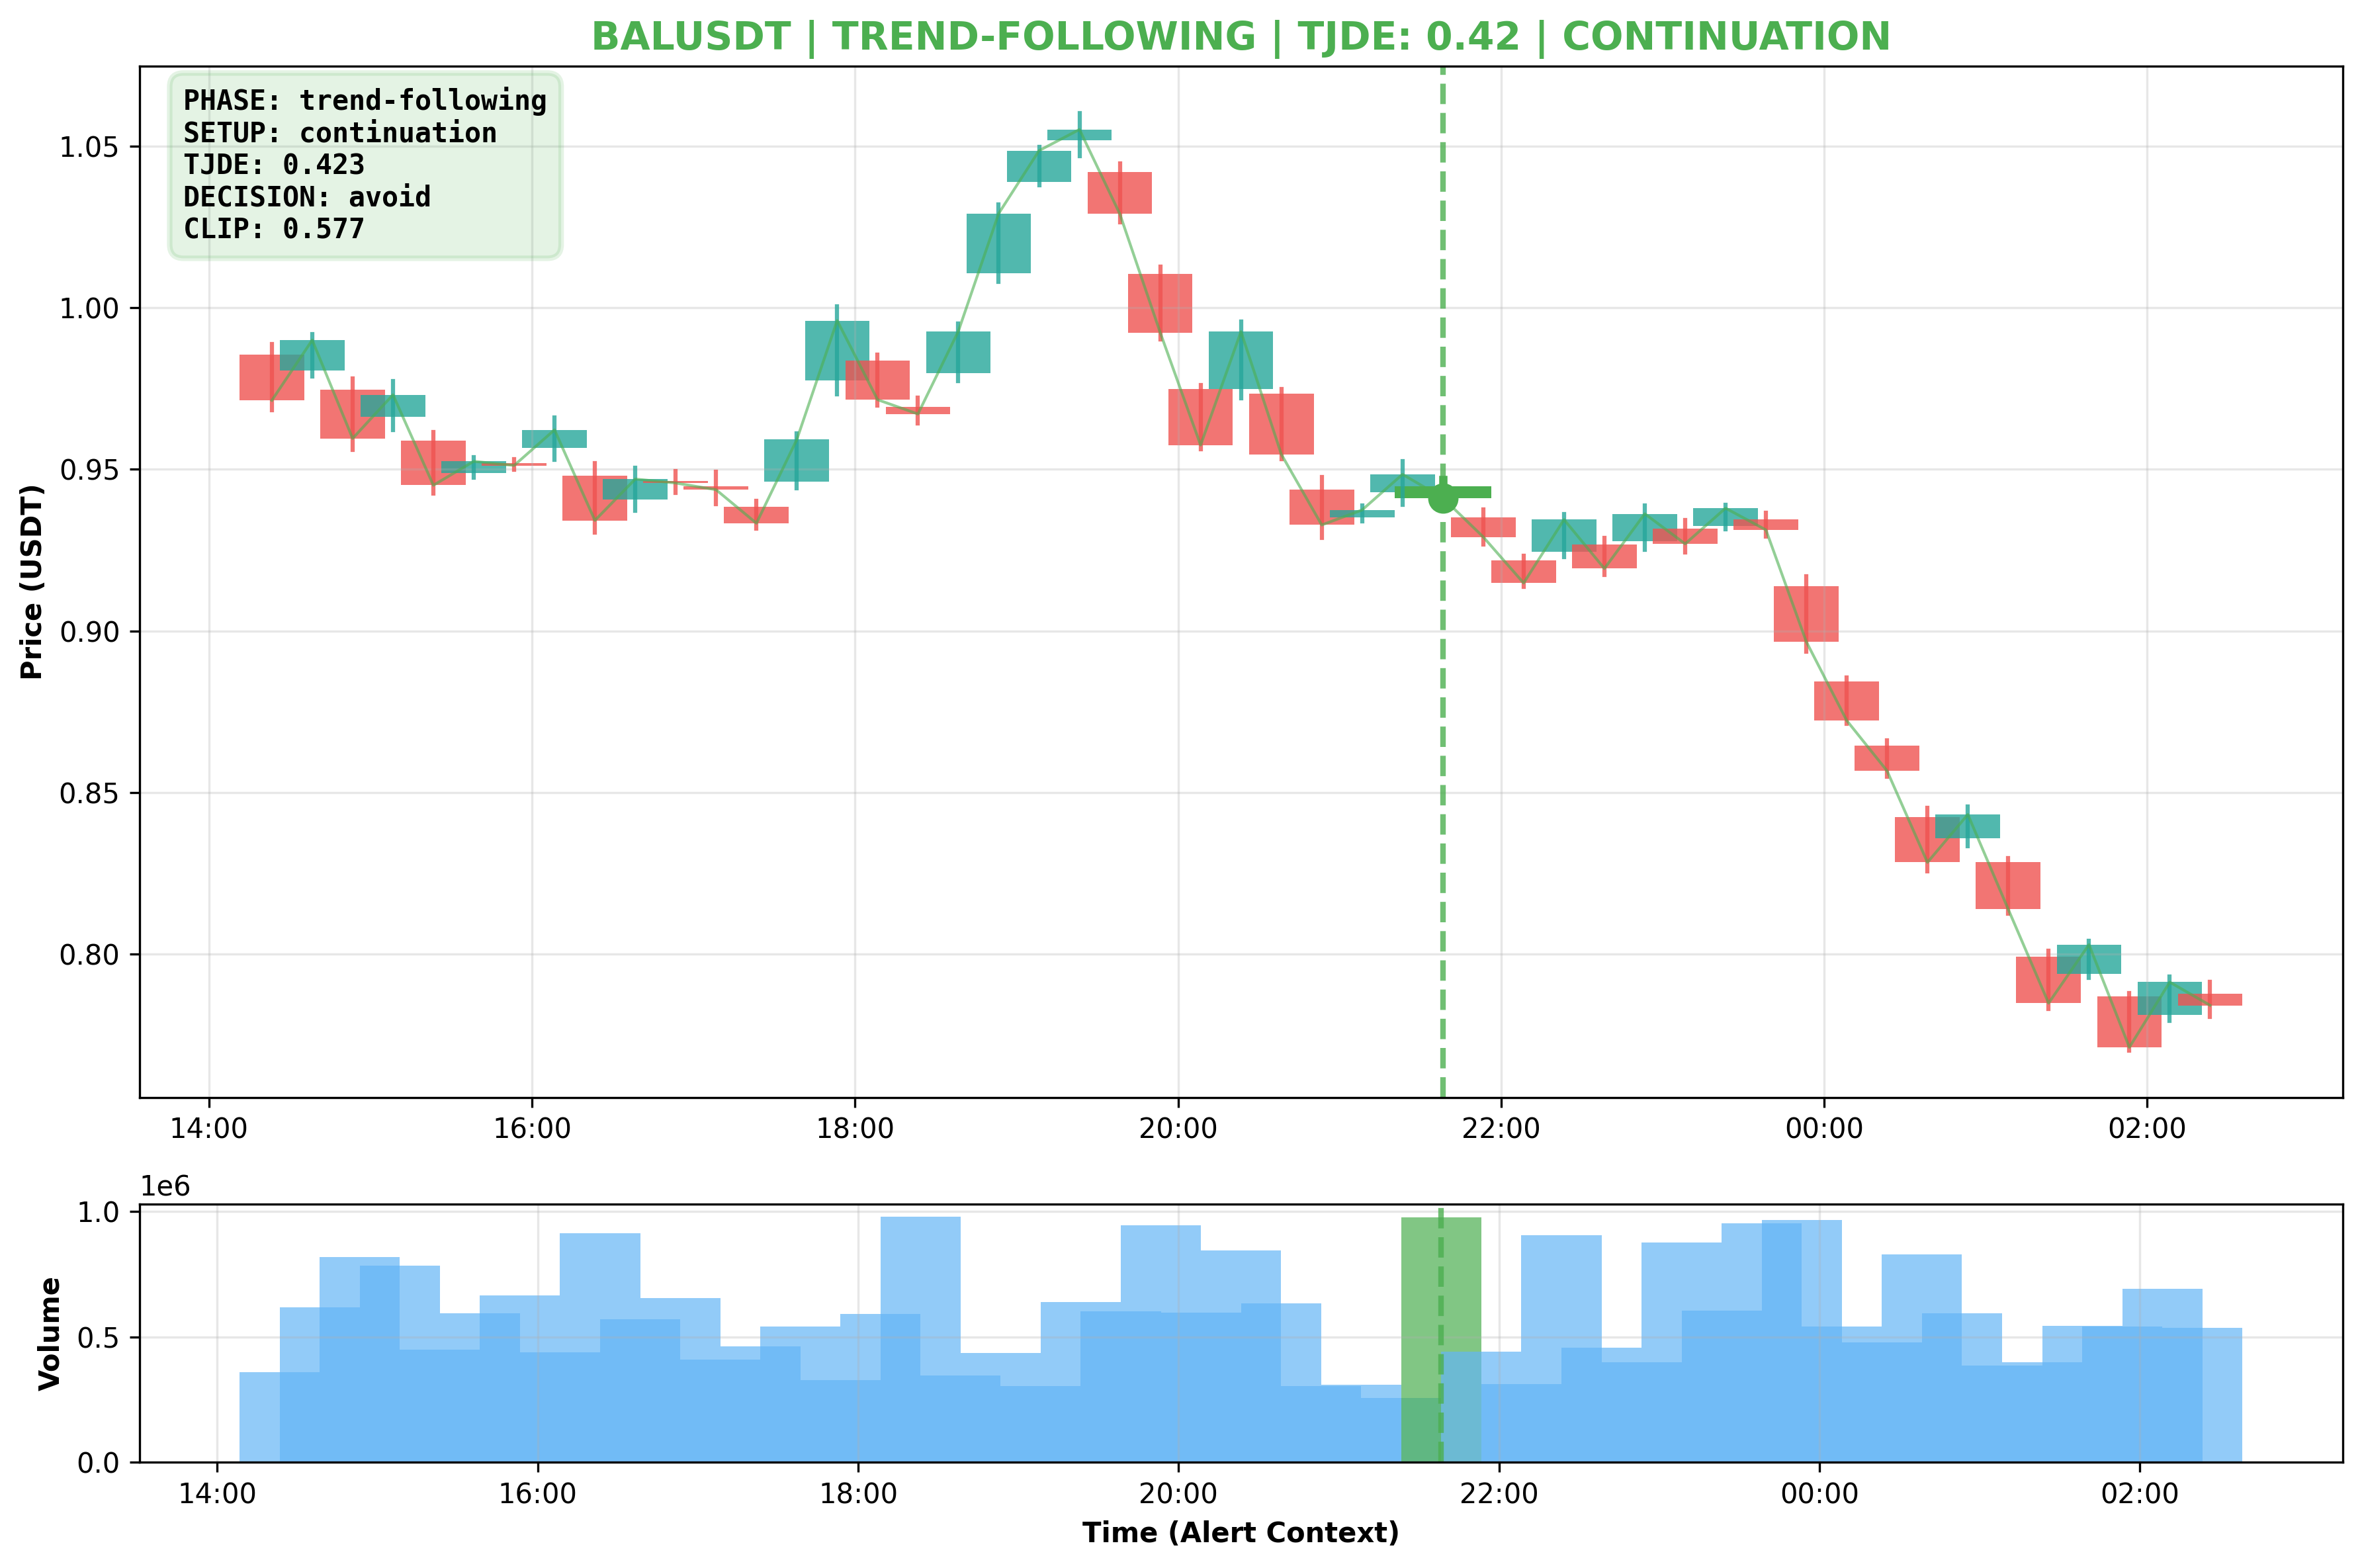 BALUSDT | TREND-FOLLOWING | TJDE: 0.42 | CONTINUATION
PHASE: trend-following
SETUP: continuation
TJDE: 0.423
DECISION: avoid
CLIP: 0.577
Price (USDT)
1.05
1.00
0.95
0.90
0.85
0.80
14:00 16:00 18:00 20:00 22:00 00:00 02:00
1e6
Volume
1.0
0.5
0.0
14:00 16:00 18:00 20:00 22:00 00:00 02:00
Time (Alert Context)